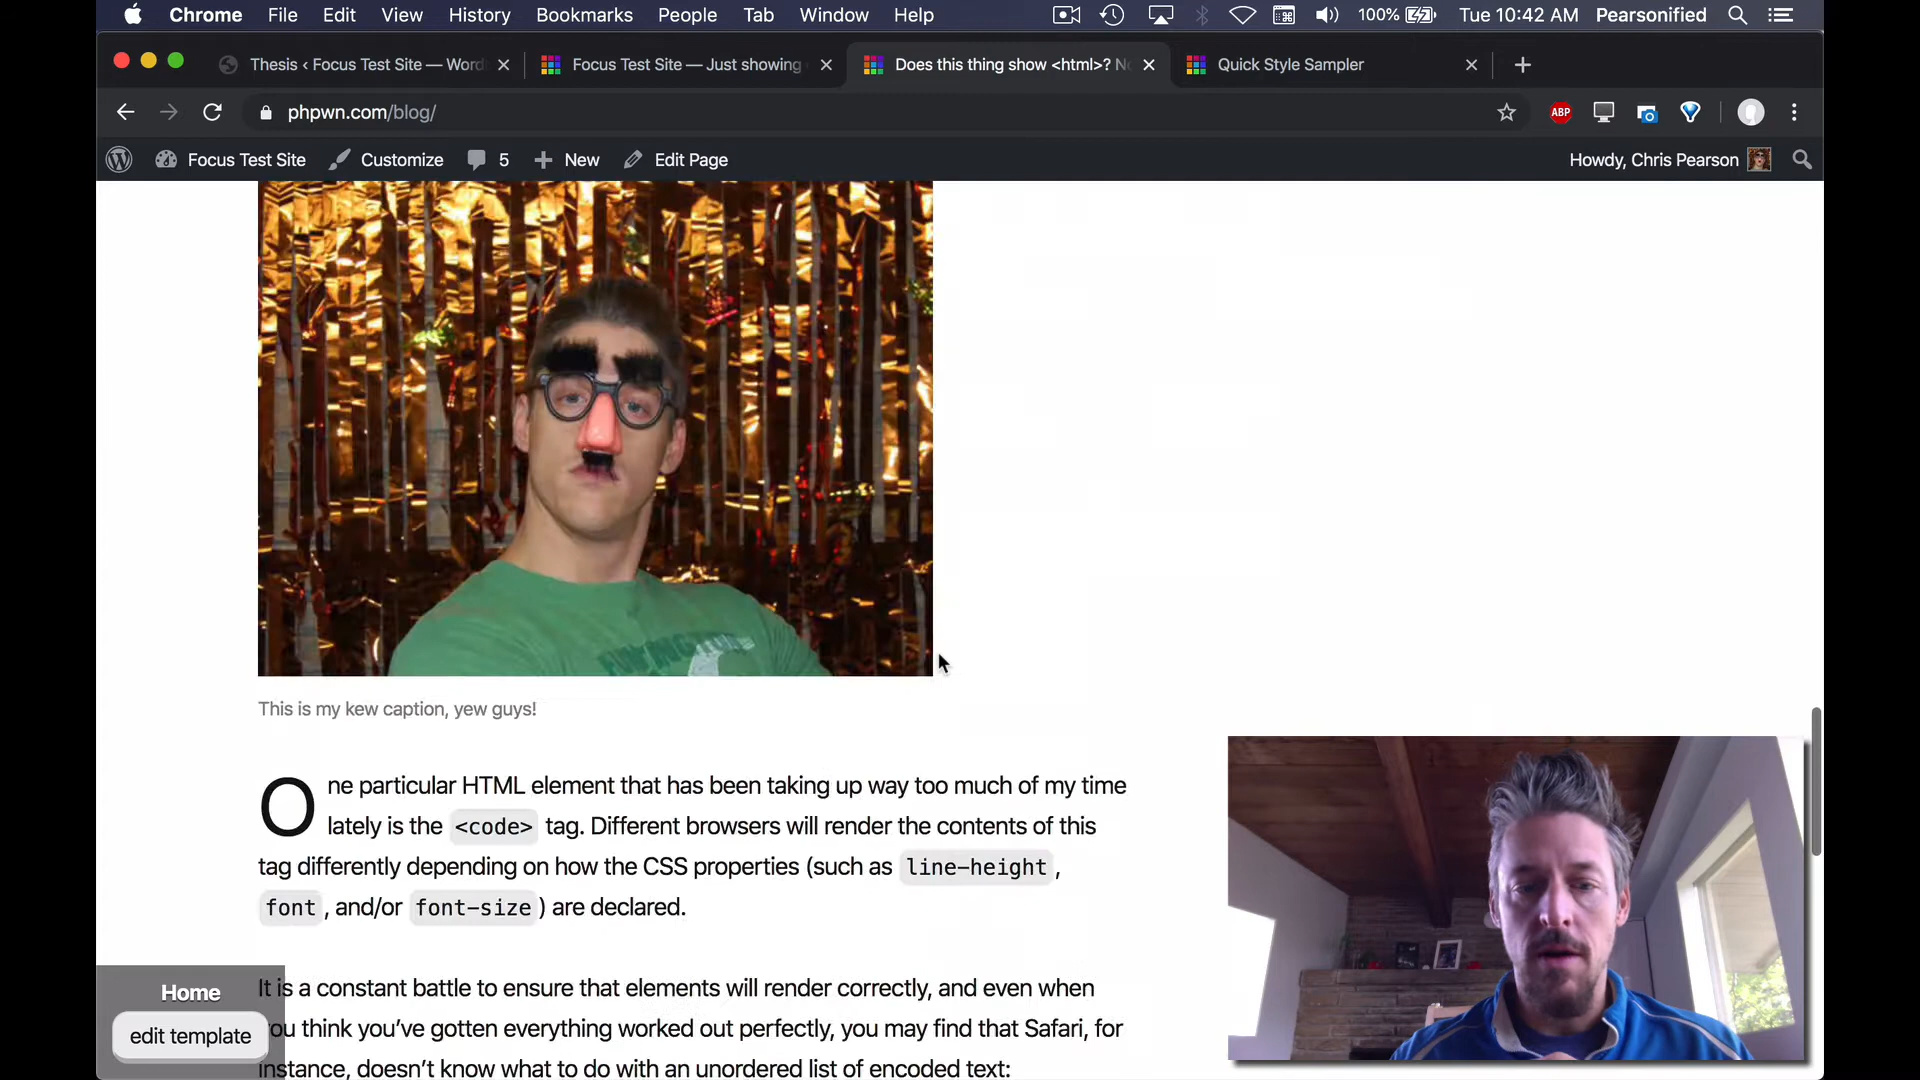 Chrome File Edit View History Bookmarks People Tab Window Help 100% Tue 10:42 AM Pearsonified
Thesis ‹ Focus Test Site — Word Focus Test Site — Just showing Does this thing show <html>? No Quick Style Sampler
phpwn.com/blog/ ABP
Focus Test Site Customize 5 New Edit Page Howdy, Chris Pearson
This is my kew caption, yew guys!
One particular HTML element that has been taking up way too much of my time
lately is the <code> tag. Different browsers will render the contents of this
tag differently depending on how the CSS properties (such as line-height,
font, and/or font-size) are declared.
It is a constant battle to ensure that elements will render correctly, and even when
you think you’ve gotten everything worked out perfectly, you may find that Safari, for
instance, doesn’t know what to do with an unordered list of encoded text:
Home
edit template